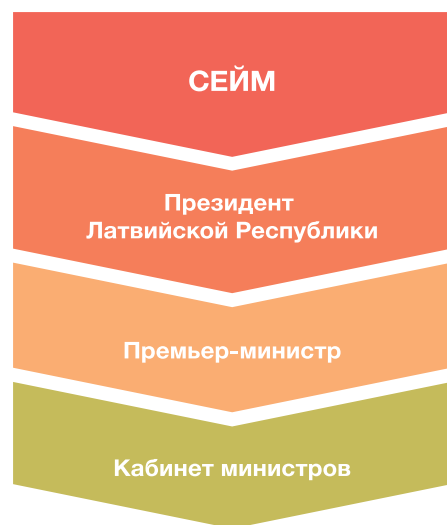 СЕЙМ
Президент
Латвийской Республики
Премьер-министр
Кабинет министров